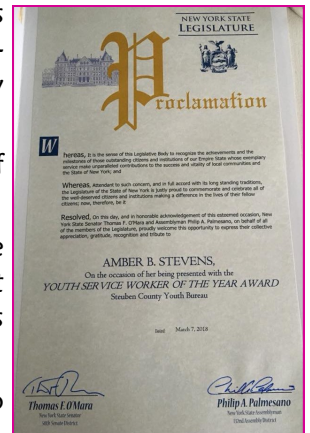 NEW YORK STATE
LEGISLATURE
Proclamation
Whereas, It is the sense of this Legislative Body to recognize the achievements and the
milestones of those outstanding citizens and institutions of our Empire State whose exemplary
service make unparalleled contributions to the success and vitality of local communities and
the State of New York; and
Whereas, Attendant to such concern, and in full accord with its long standing traditions,
the Legislature of the State of New York is justly proud to commemorate and celebrate all of
the well-deserved citizens and institutions making a difference in the lives of their fellow
citizens; now, therefore, be it
Resolved, On this day, and in honorable acknowledgement of this esteemed occasion, New
York State Senator Thomas F. O'Mara and Assemblyman Philip A. Palmesano, on behalf of all
of the members of the Legislature, proudly welcome this opportunity to express their collective
appreciation, gratitude, recognition and tribute to
AMBER B. STEVENS,
On the occasion of her being presented with the
YOUTH SERVICE WORKER OF THE YEAR AWARD
Steuben County Youth Bureau
March 7, 2018
Thomas F. O'Mara
New York State Senator
58th Senate District
Philip A. Palmesano
New York State Assemblyman
132nd Assembly District